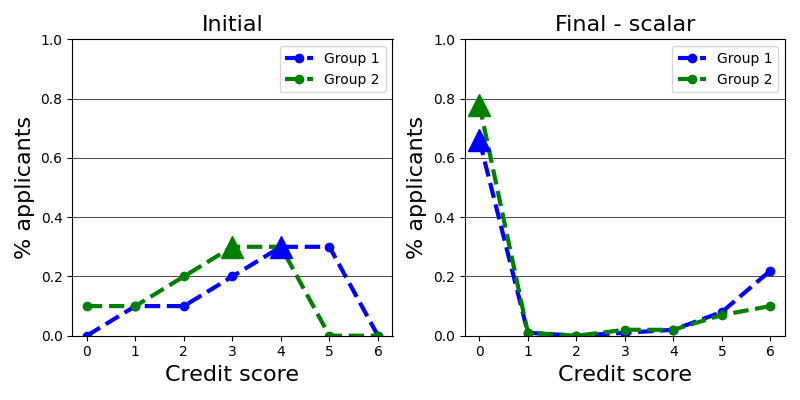 Initial
% applicants
1.0
0.8
0.6
0.4
0.2
0.0
Group 1
Group 2
0 1 2 3 4 5 6
Credit score
Final - scalar
% applicants
1.0
0.8
0.6
0.4
0.2
0.0
Group 1
Group 2
0 1 2 3 4 5 6
Credit score